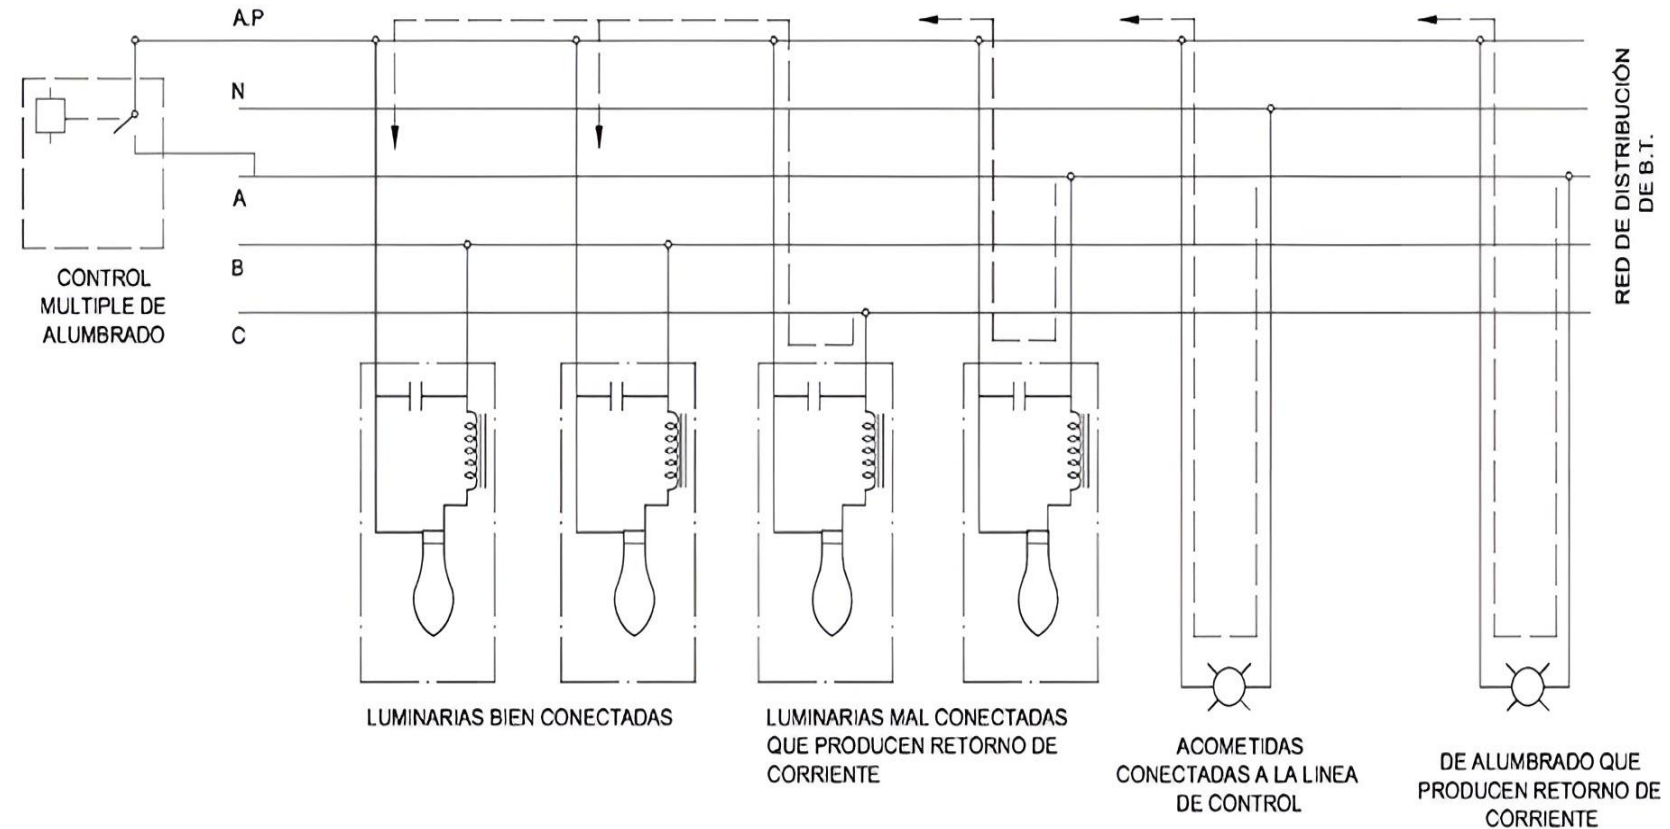 A.P
N
A
B
C
CONTROL
MULTIPLE DE
ALUMBRADO
RED DE DISTRIBUCIÓN
DE B.T.
LUMINARIAS BIEN CONECTADAS
LUMINARIAS MAL CONECTADAS
QUE PRODUCEN RETORNO DE
CORRIENTE
ACOMETIDAS
CONECTADAS A LA LINEA
DE CONTROL
DE ALUMBRADO QUE
PRODUCEN RETORNO DE
CORRIENTE